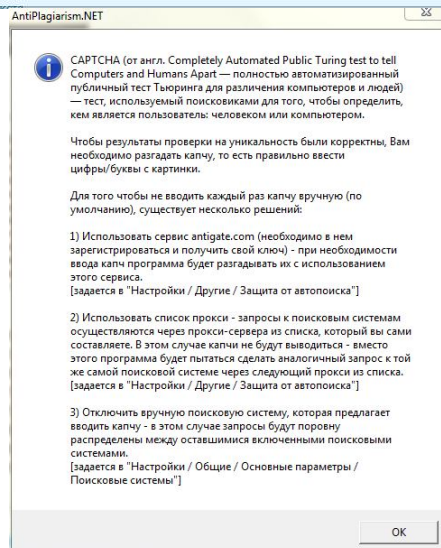 AntiPlagiarism.NET
CAPTCHA (от англ. Completely Automated Public Turing test to tell
Computers and Humans Apart — полностью автоматизированный
публичный тест Тьюринга для различения компьютеров и людей)
— тест, используемый поисковиками для того, чтобы определить,
кем является пользователь: человеком или компьютером.
Чтобы результаты проверки на уникальность были корректны, Вам
необходимо разгадать капчу, то есть правильно ввести
цифры/буквы с картинки.
Для того чтобы не вводить каждый раз капчу вручную (по
умолчанию), существует несколько решений:
1) Использовать сервис antigate.com (необходимо в нем
зарегистрироваться и получить свой ключ) - при необходимости
ввода капч программа будет разгадывать их с использованием
этого сервиса.
[задается в "Настройки / Другие / Защита от автопоиска"]
2) Использовать список прокси - запросы к поисковым системам
осуществляются через прокси-сервера из списка, который вы сами
составляете. В этом случае капчи не будут выводиться - вместо
этого программа будет пытаться сделать аналогичный запрос к той
же самой поисковой системе через следующий прокси из списка.
[задается в "Настройки / Другие / Защита от автопоиска"]
3) Отключить вручную поисковую систему, которая предлагает
вводить капчу - в этом случае запросы будут поровну
распределены между оставшимися включенными поисковыми
системами.
[задается в "Настройки / Общие / Основные параметры /
Поисковые системы"]
OK